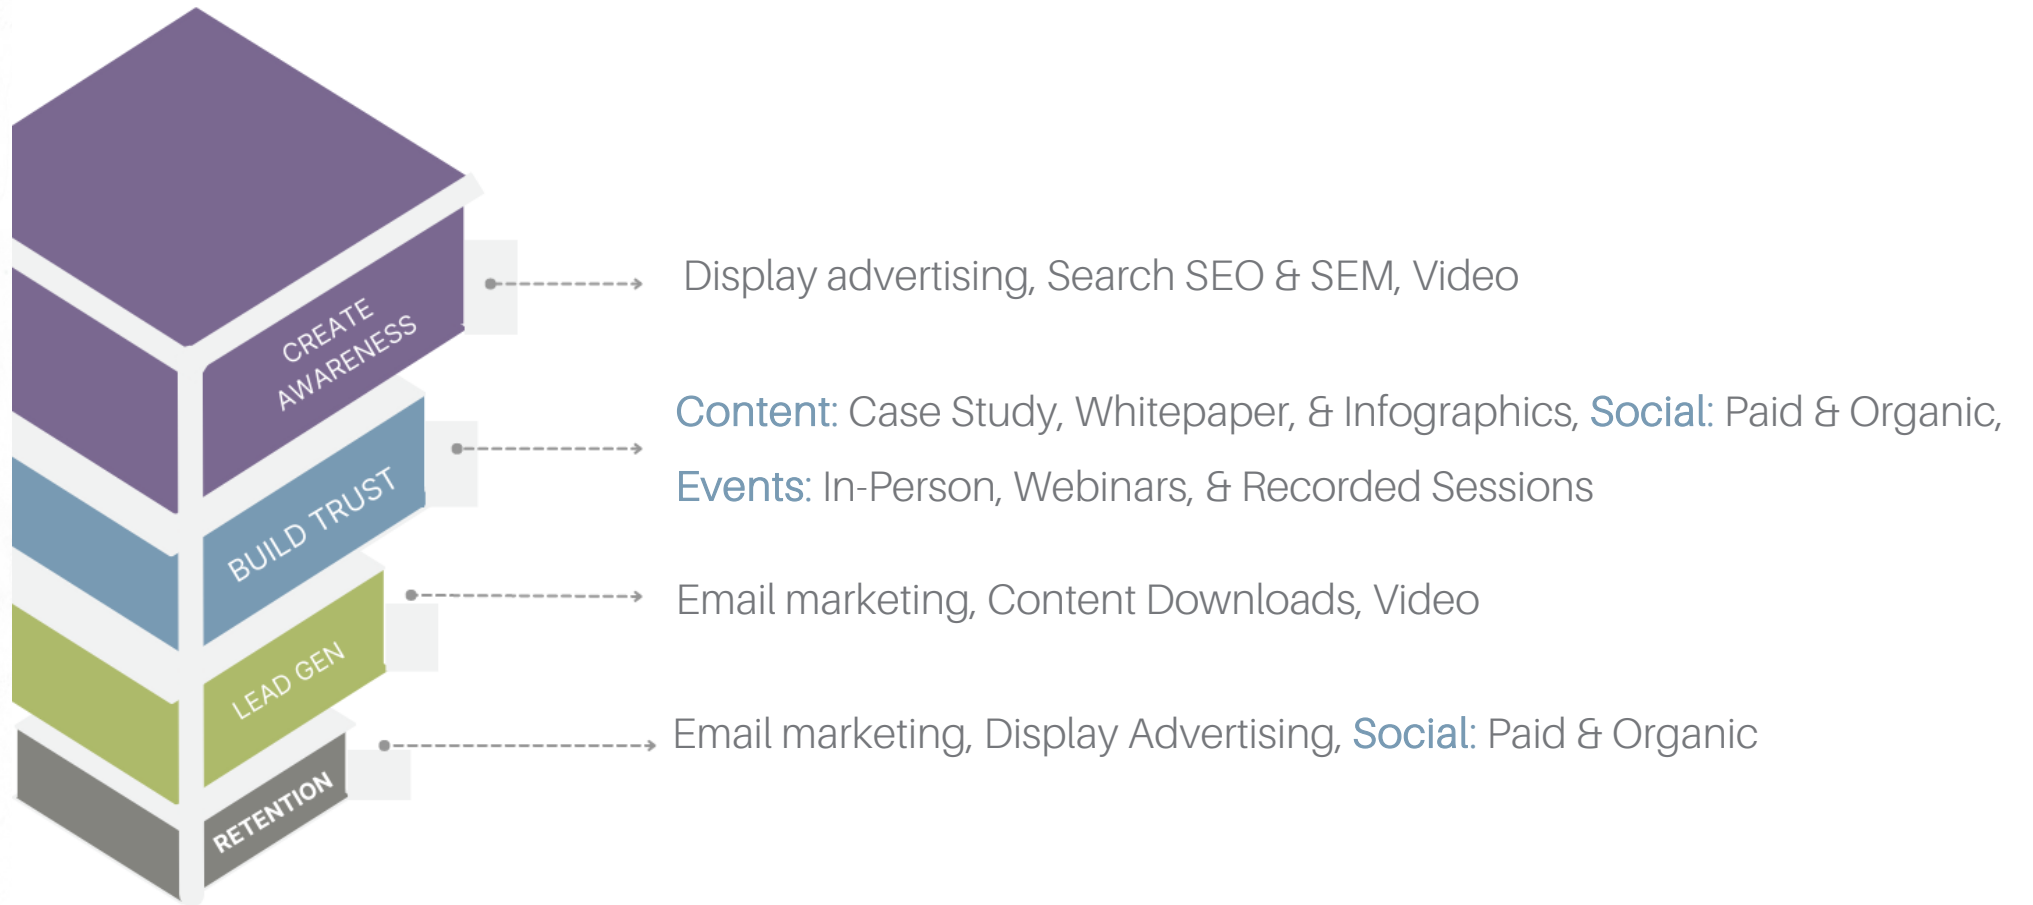 CREATE
AWARENESS
Display advertising, Search SEO & SEM, Video
BUILD TRUST
Content: Case Study, Whitepaper, & Infographics, Social: Paid & Organic,
Events: In-Person, Webinars, & Recorded Sessions
LEAD GEN
Email marketing, Content Downloads, Video
RETENTION
Email marketing, Display Advertising, Social: Paid & Organic